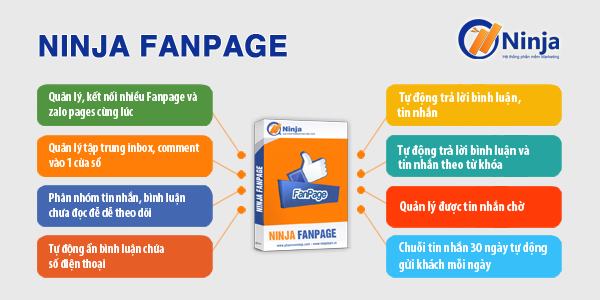 NINJA FANPAGE
Ninja
Hệ thống phần mềm Marketing
Quản lý, kết nối nhiều Fanpage và
zalo pages cùng lúc
Quản lý tập trung inbox, comment
vào 1 cửa sổ
Phân nhóm tin nhắn, bình luận
chưa đọc để dễ theo dõi
Tự động ẩn bình luận chứa
số điện thoại
Ninja
NINJA FANPAGE
FanPage
NINJA FANPAGE
Tự động trả lời bình luận,
tin nhắn
Tự động trả lời bình luận và
tin nhắn theo từ khóa
Quản lý được tin nhắn chờ
Chuỗi tin nhắn 30 ngày tự động
gửi khách mỗi ngày